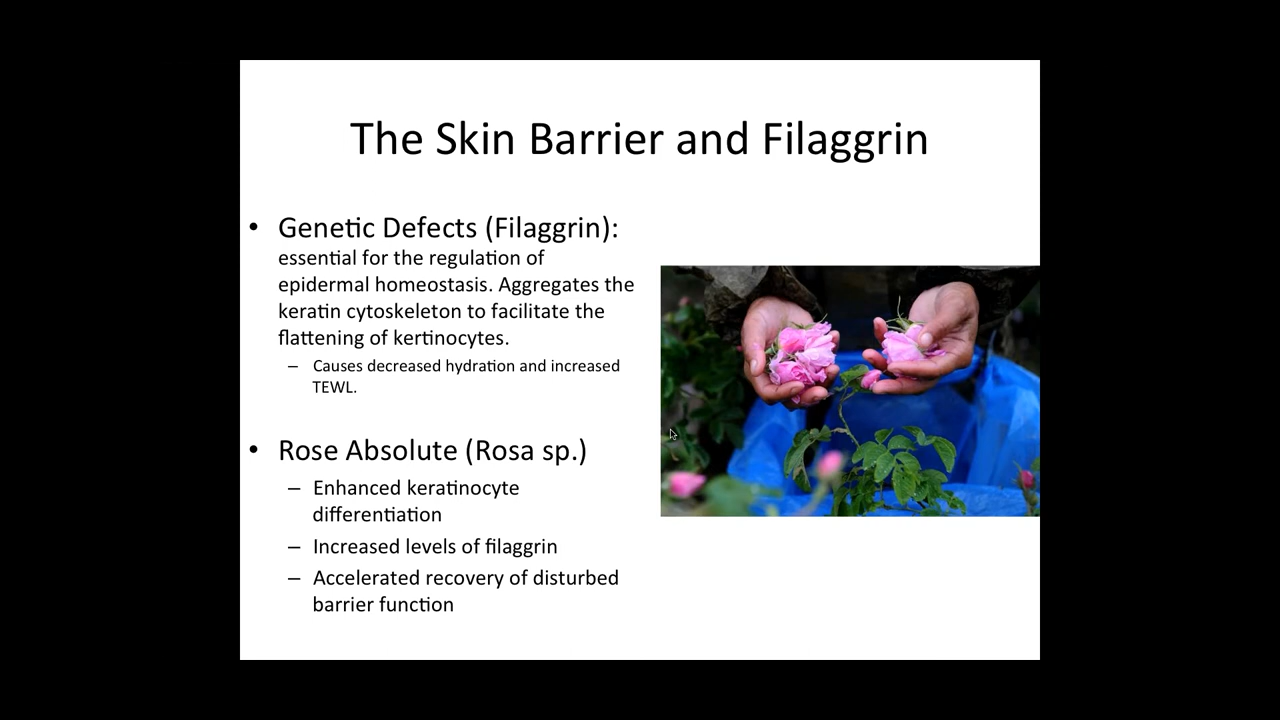 The Skin Barrier and Filaggrin
• Genetic Defects (Filaggrin):
essential for the regulation of
epidermal homeostasis. Aggregates the
keratin cytoskeleton to facilitate the
flattening of kertinocytes.
– Causes decreased hydration and increased
TEWL.
• Rose Absolute (Rosa sp.)
– Enhanced keratinocyte
differentiation
– Increased levels of filaggrin
– Accelerated recovery of disturbed
barrier function